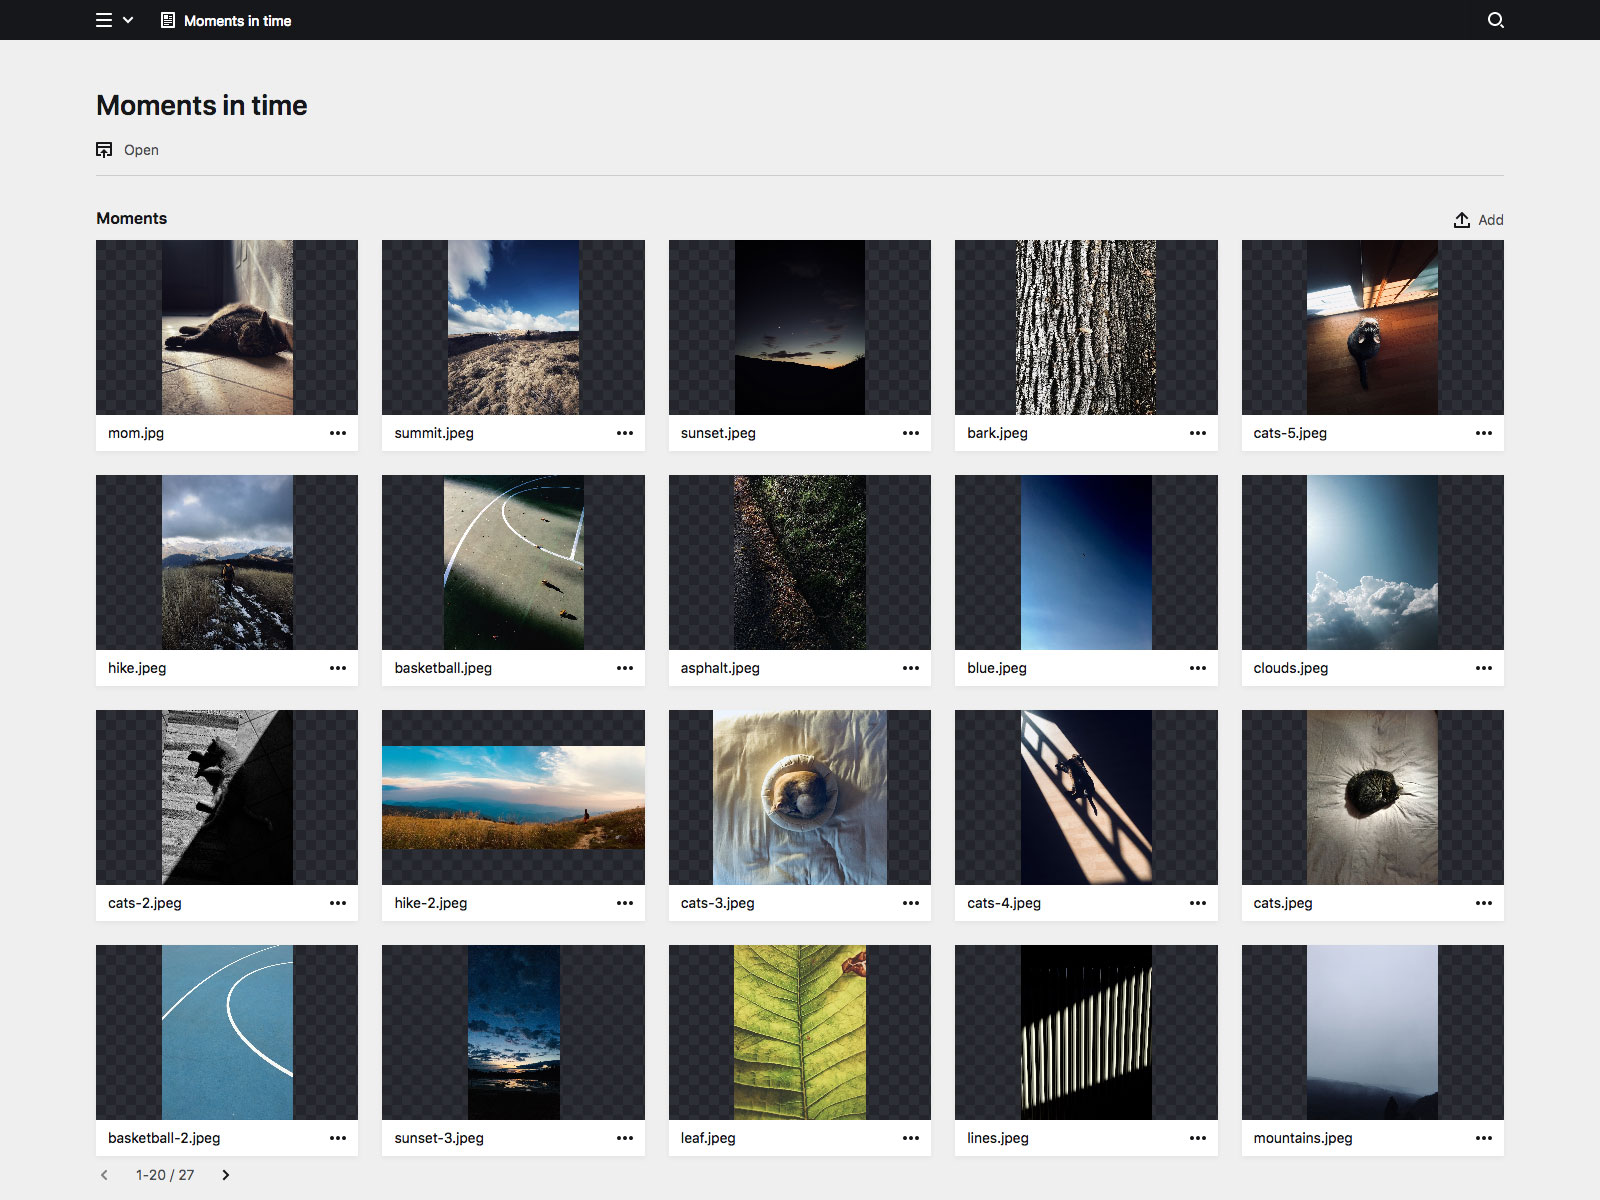 Moments in time
Moments in time
Open
Moments
Add
mom.jpg
summit.jpeg
sunset.jpeg
bark.jpeg
cats-5.jpeg
hike.jpeg
basketball.jpeg
asphalt.jpeg
blue.jpeg
clouds.jpeg
cats-2.jpeg
hike-2.jpeg
cats-3.jpeg
cats-4.jpeg
cats.jpeg
basketball-2.jpeg
sunset-3.jpeg
leaf.jpeg
lines.jpeg
mountains.jpeg
1-20 / 27